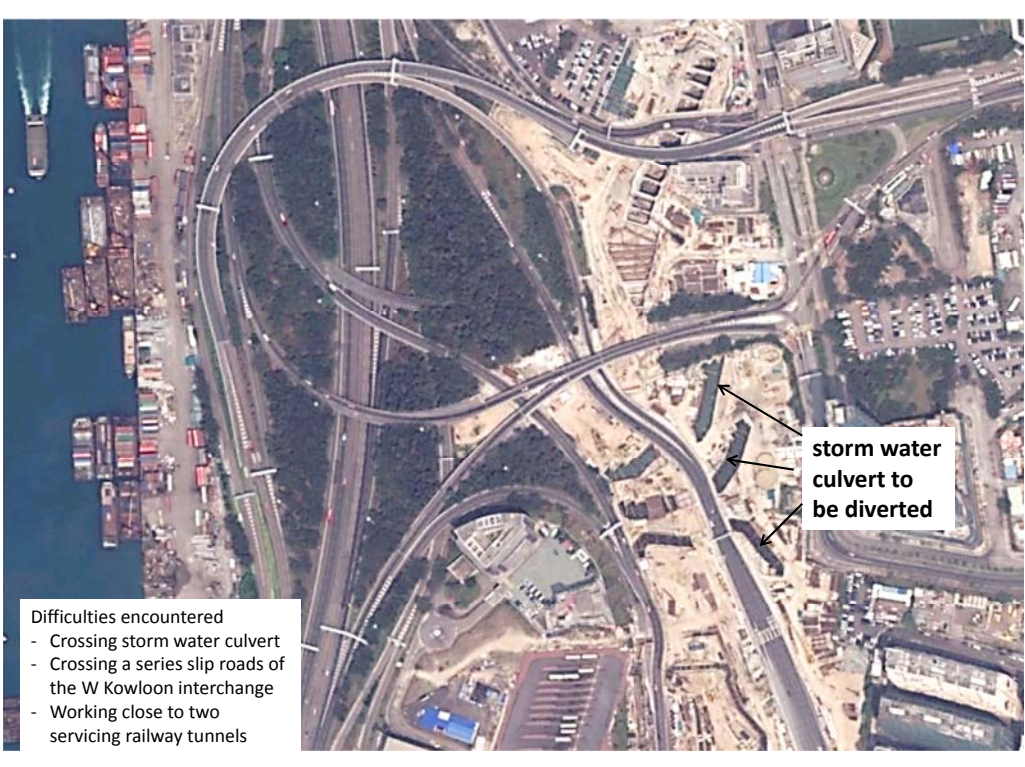 storm water
culvert to
be diverted
Difficulties encountered
- Crossing storm water culvert
- Crossing a series slip roads of
the W Kowloon interchange
- Working close to two
servicing railway tunnels